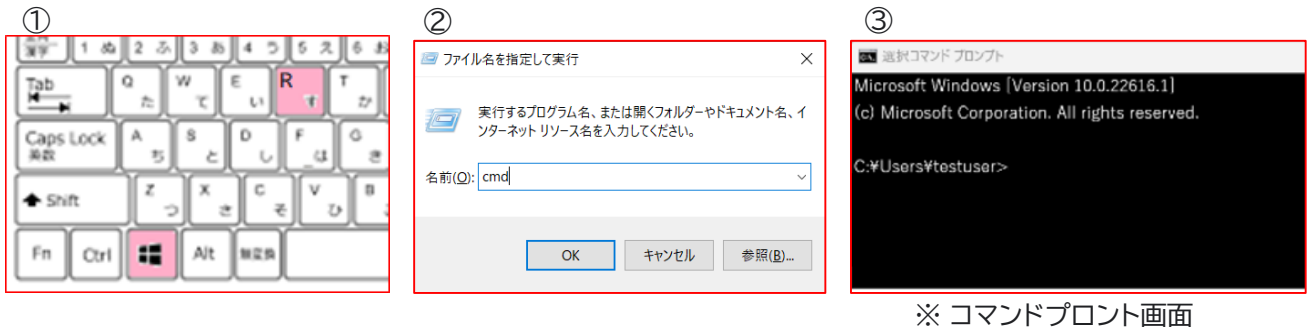 ①
漢字 1 ぬ 2 ふ 3 あ 4 う 5 え 6 お
Tab Q た W て E い R す T か
Caps Lock 英数 A ち S と D し F は G き
Shift Z つ X さ C そ V ひ B
Fn Ctrl Alt 無変換
②
ファイル名を指定して実行
実行するプログラム名、または開くフォルダーやドキュメント名、イ
ンターネット リソース名を入力してください。
名前(O): cmd
OK キャンセル 参照(B)...
③
選択コマンド プロンプト
Microsoft Windows [Version 10.0.22616.1]
(c) Microsoft Corporation. All rights reserved.
C:¥Users¥testuser>
※ コマンドプロント画面